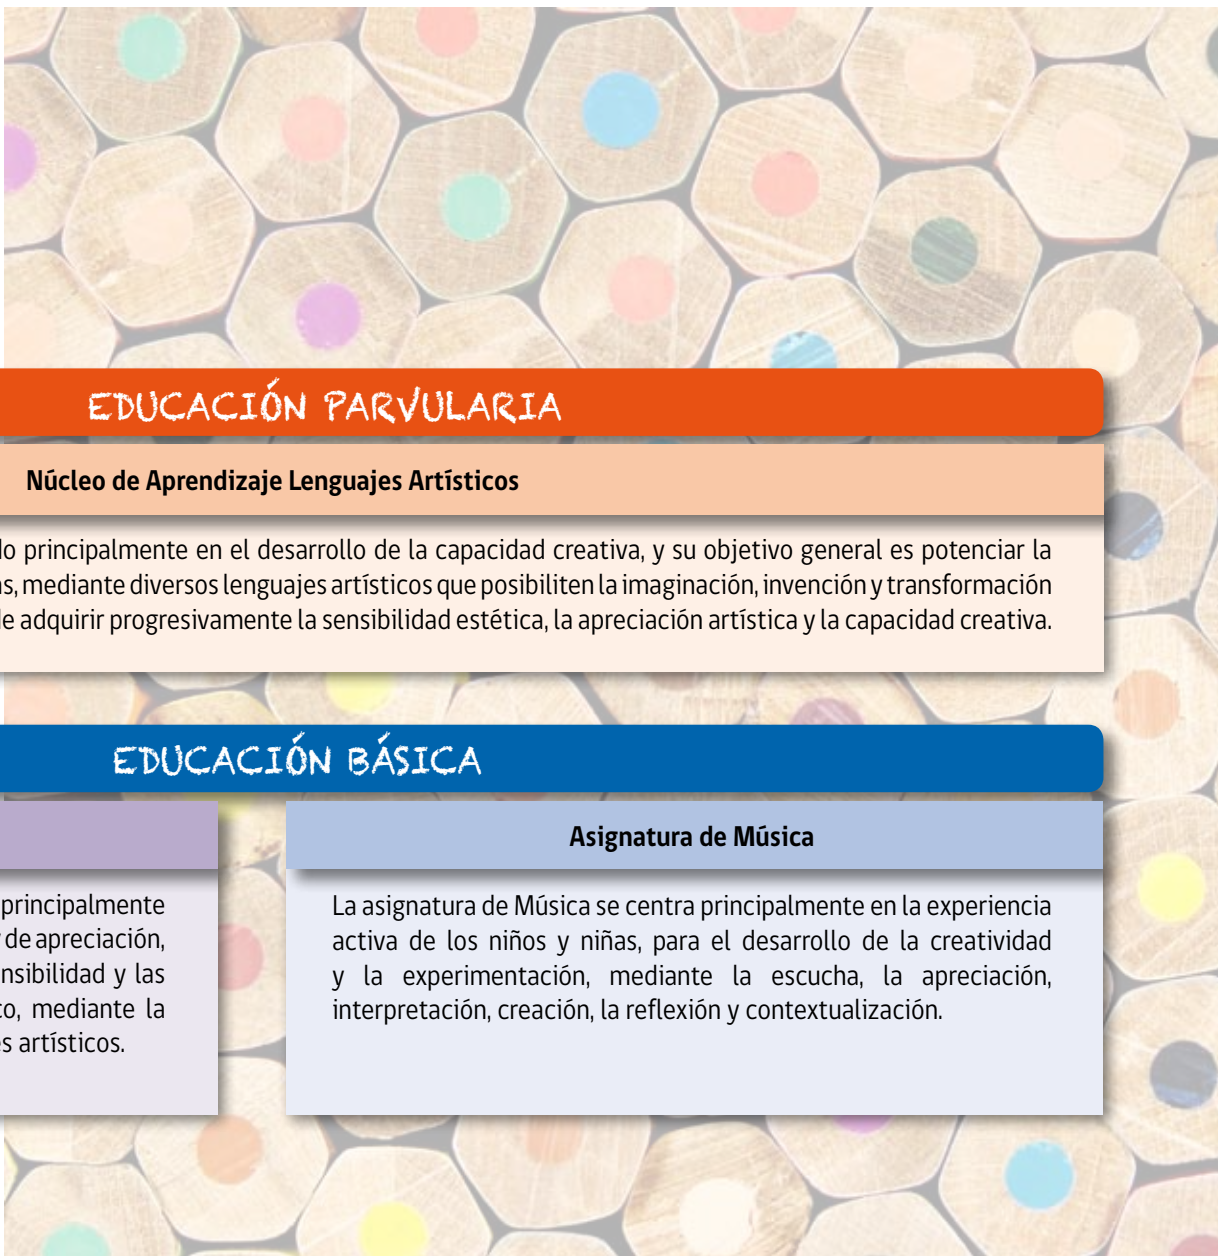 EDUCACIÓN PARVULARIA
Núcleo de Aprendizaje Lenguajes Artísticos
principalmente en el desarrollo de la capacidad creativa, y su objetivo general es potenciar la
mediante diversos lenguajes artísticos que posibiliten la imaginación, invención y transformación
adquirir progresivamente la sensibilidad estética, la apreciación artística y la capacidad creativa.
EDUCACIÓN BÁSICA
principalmente
de apreciación,
y las
mediante la
artísticos.
Asignatura de Música
La asignatura de Música se centra principalmente en la experiencia
activa de los niños y niñas, para el desarrollo de la creatividad
y la experimentación, mediante la escucha, la apreciación,
interpretación, creación, la reflexión y contextualización.